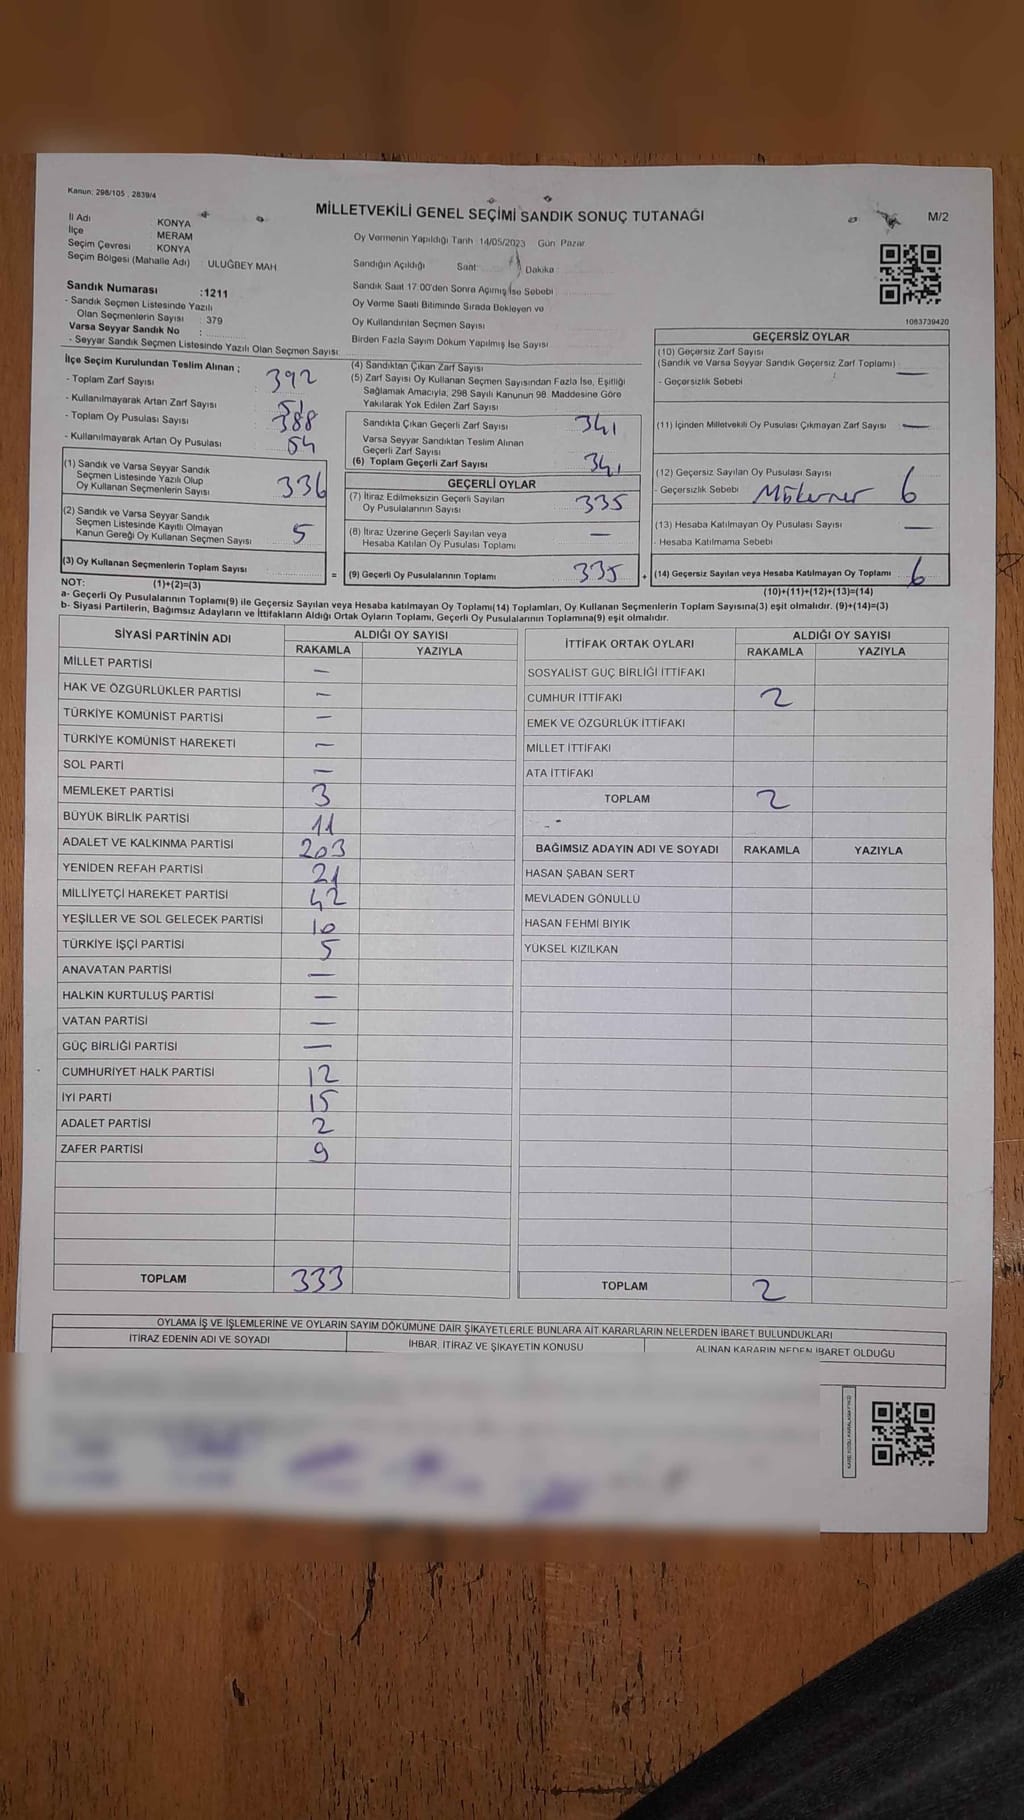 Kanun: 298/105 , 2839/4
MİLLETVEKİLİ GENEL SEÇİMİ SANDIK SONUÇ TUTANAĞI
M/2
İl Adı KONYA
İlçe MERAM
Seçim Çevresi : KONYA
Seçim Bölgesi (Mahalle Adı) : ULUĞBEY MAH
Oy Vermenin Yapıldığı Tarih 14/05/2023 Gün Pazar
Sandığın Açıldığı Saat: Dakika
Sandık Saat 17:00'den Sonra Açımış İse Sebebi
Oy Verme Saati Bitiminde Sırada Bekleyen ve
Oy Kullandırılan Seçmen Sayısı
Birden Fazla Sayım Döküm Yapılmış İse Sayısı
1083739420
Sandık Numarası :1211
- Sandık Seçmen Listesinde Yazılı
Olan Seçmenlerin Sayısı : 379
Varsa Seyyar Sandık No :
- Seyyar Sandık Seçmen Listesinde Yazılı Olan Seçmen Sayısı
İlçe Seçim Kurulundan Teslim Alınan ;
- Toplam Zarf Sayısı 392
- Kullanılmayarak Artan Zarf Sayısı 51
- Toplam Oy Pusulası Sayısı 388
- Kullanılmayarak Artan Oy Pusulası 54
(1) Sandık ve Varsa Seyyar Sandık
Seçmen Listesinde Yazılı Olup
Oy Kullanan Seçmenlerin Sayısı 336
(2) Sandık ve Varsa Seyyar Sandık
Seçmen Listesinde Kayıtlı Olmayan
Kanun Gereği Oy Kullanan Seçmen Sayısı 5
(3) Oy Kullanan Seçmenlerin Toplam Sayısı =
(4) Sandıktan Çıkan Zarf Sayısı
(5) Zarf Sayısı Oy Kullanan Seçmen Sayısından Fazla İse, Eşitliği
Sağlamak Amacıyla, 298 Sayılı Kanunun 98. Maddesine Göre
Yakılarak Yok Edilen Zarf Sayısı
Sandıkta Çıkan Geçerli Zarf Sayısı 341
Varsa Seyyar Sandıktan Teslim Alınan
Geçerli Zarf Sayısı
(6) Toplam Geçerli Zarf Sayısı 341
GEÇERLİ OYLAR
(7) İtiraz Edilmeksizin Geçerli Sayılan
Oy Pusulalarının Sayısı 335
(8) İtiraz Üzerine Geçerli Sayılan veya
Hesaba Katılan Oy Pusulası Toplamı —
(9) Geçerli Oy Pusulalarının Toplamı 335 +
GEÇERSİZ OYLAR
(10) Geçersiz Zarf Sayısı
(Sandık ve Varsa Seyyar Sandık Geçersiz Zarf Toplamı) —
- Geçersizlik Sebebi
(11) İçinden Milletvekili Oy Pusulası Çıkmayan Zarf Sayısı —
(12) Geçersiz Sayılan Oy Pusulası Sayısı 6
- Geçersizlik Sebebi
(13) Hesaba Katılmayan Oy Pusulası Sayısı —
- Hesaba Katılmama Sebebi
(14) Geçersiz Sayılan veya Hesaba Katılmayan Oy Toplamı 6
NOT: (1)+(2)=(3) (10)+(11)+(12)+(13)=(14)
a- Geçerli Oy Pusulalarının Toplamı(9) ile Geçersiz Sayılan veya Hesaba katılmayan Oy Toplamı(14) Toplamları, Oy Kullanan Seçmenlerin Toplam Sayısına(3) eşit olmalıdır. (9)+(14)=(3)
b- Siyasi Partilerin, Bağımsız Adayların ve İttifakların Aldığı Ortak Oyların Toplamı, Geçerli Oy Pusulalarının Toplamına(9) eşit olmalıdır.
SİYASİ PARTİNİN ADI ALDIĞI OY SAYISI
RAKAMLA YAZIYLA
MİLLET PARTİSİ —
HAK VE ÖZGÜRLÜKLER PARTİSİ —
TÜRKİYE KOMÜNİST PARTİSİ —
TÜRKİYE KOMÜNİST HAREKETİ —
SOL PARTİ —
MEMLEKET PARTİSİ 3
BÜYÜK BİRLİK PARTİSİ 11
ADALET VE KALKINMA PARTİSİ 203
YENİDEN REFAH PARTİSİ 21
MİLLİYETÇİ HAREKET PARTİSİ 42
YEŞİLLER VE SOL GELECEK PARTİSİ 10
TÜRKİYE İŞÇİ PARTİSİ 5
ANAVATAN PARTİSİ —
HALKIN KURTULUŞ PARTİSİ —
VATAN PARTİSİ —
GÜÇ BİRLİĞİ PARTİSİ —
CUMHURİYET HALK PARTİSİ 12
İYİ PARTİ 15
ADALET PARTİSİ 2
ZAFER PARTİSİ 9
TOPLAM 333
İTTİFAK ORTAK OYLARI ALDIĞI OY SAYISI
RAKAMLA YAZIYLA
SOSYALİST GÜÇ BİRLİĞİ İTTİFAKI
CUMHUR İTTİFAKI 2
EMEK VE ÖZGÜRLÜK İTTİFAKI
MİLLET İTTİFAKI
ATA İTTİFAKI
TOPLAM 2
BAĞIMSIZ ADAYIN ADI VE SOYADI RAKAMLA YAZIYLA
HASAN ŞABAN SERT
MEVLADEN GÖNÜLLÜ
HASAN FEHMİ BIYIK
YÜKSEL KIZILKAN
TOPLAM 2
OYLAMA İŞ VE İŞLEMLERİNE VE OYLARIN SAYIM DÖKÜMÜNE DAİR ŞİKAYETLERLE BUNLARA AİT KARARLARIN NELERDEN İBARET BULUNDUKLARI
İTİRAZ EDENİN ADI VE SOYADI İHBAR, İTİRAZ VE ŞİKAYETİN KONUSU ALINAN KARARIN NEDEN İBARET OLDUĞU